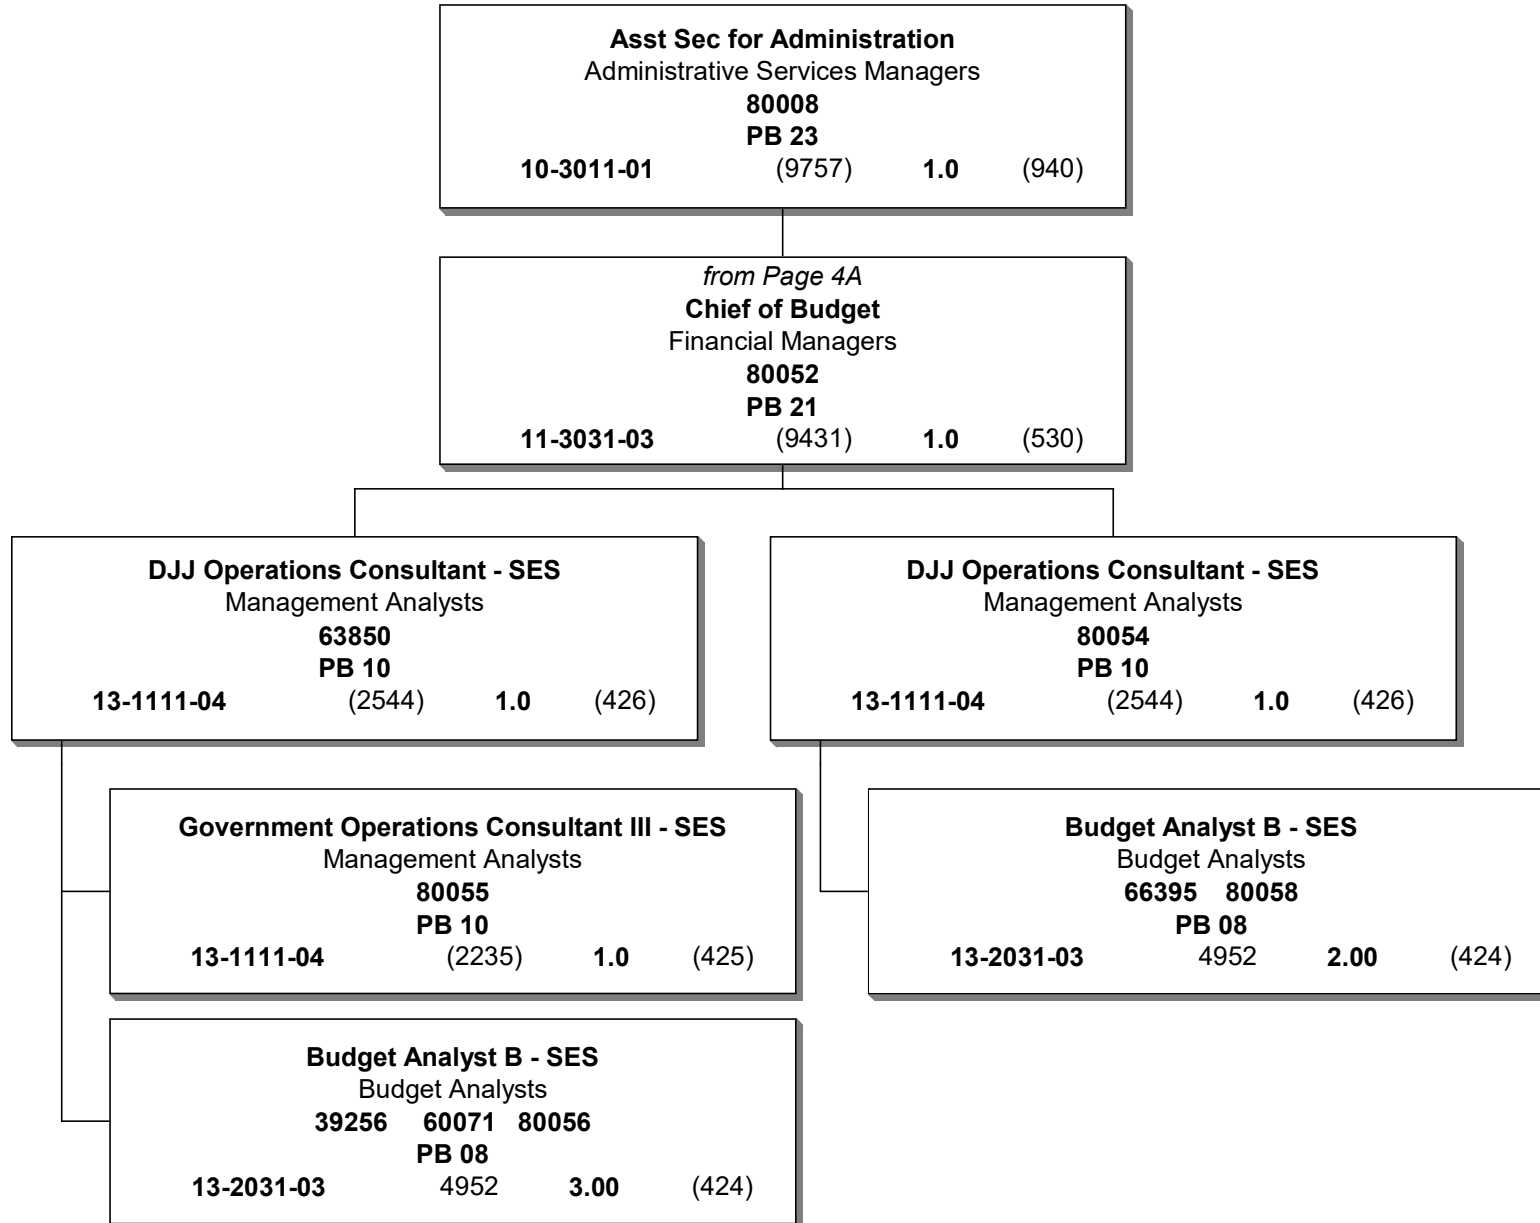 Asst Sec for Administration
Administrative Services Managers
80008
PB 23
10-3011-01 (9757) 1.0 (940)
from Page 4A
Chief of Budget
Financial Managers
80052
PB 21
11-3031-03 (9431) 1.0 (530)
DJJ Operations Consultant - SES
Management Analysts
63850
PB 10
13-1111-04 (2544) 1.0 (426)
DJJ Operations Consultant - SES
Management Analysts
80054
PB 10
13-1111-04 (2544) 1.0 (426)
Government Operations Consultant III - SES
Management Analysts
80055
PB 10
13-1111-04 (2235) 1.0 (425)
Budget Analyst B - SES
Budget Analysts
66395 80058
PB 08
13-2031-03 4952 2.00 (424)
Budget Analyst B - SES
Budget Analysts
39256 60071 80056
PB 08
13-2031-03 4952 3.00 (424)